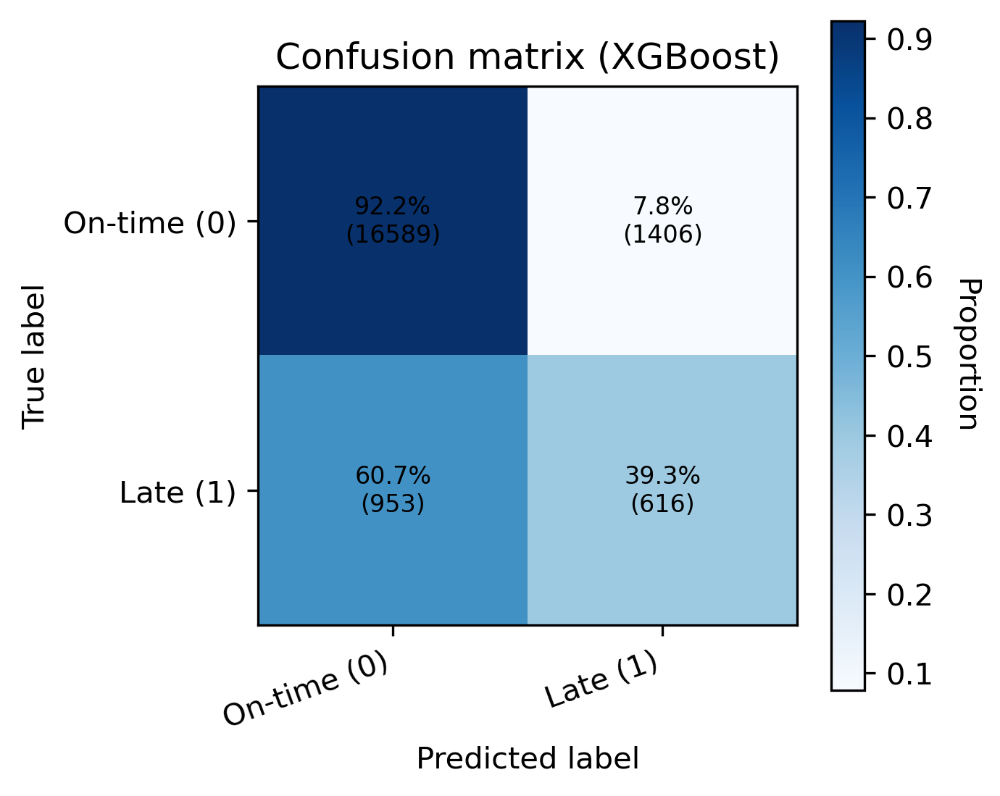 Confusion matrix (XGBoost)
True label
On-time (0)
Late (1)
92.2%
(16589)
7.8%
(1406)
60.7%
(953)
39.3%
(616)
On-time (0)
Late (1)
Predicted label
0.9
0.8
0.7
0.6
0.5
0.4
0.3
0.2
0.1
Proportion